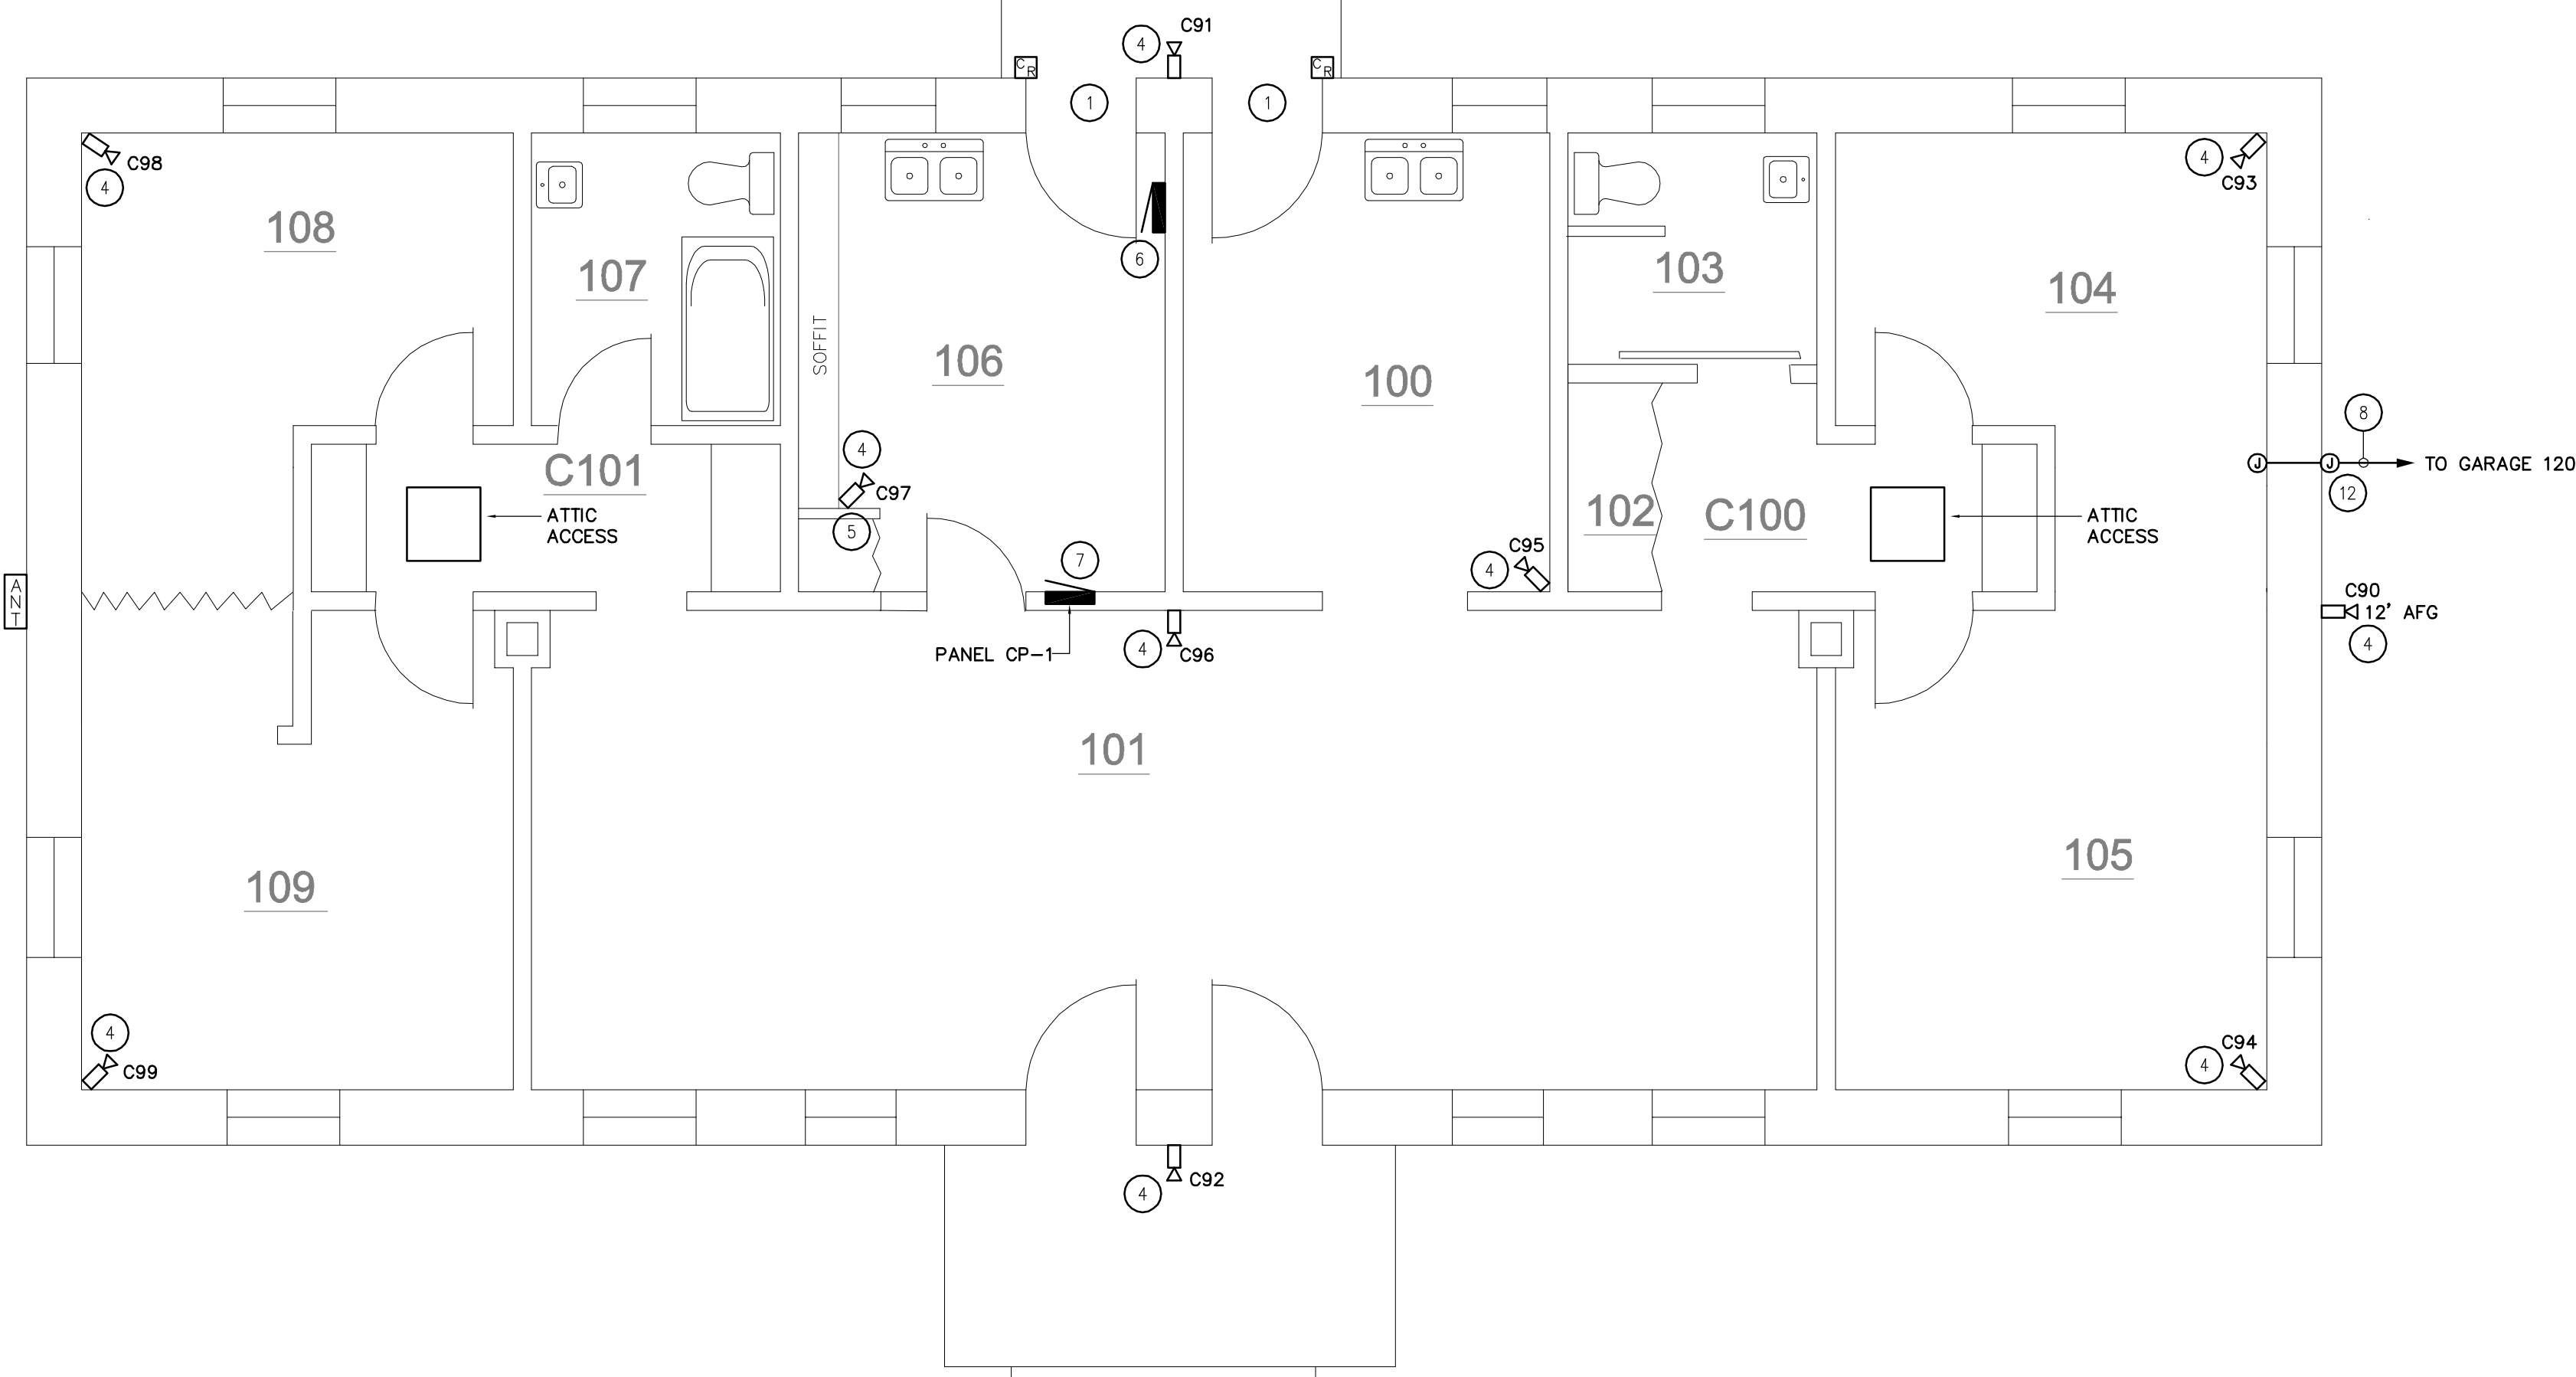 C91
4
C
R
C
R
1
1
C98
4
4
C93
108
107
6
103
104
SOFFIT
106
100
8
J
J
TO GARAGE 120
12
4
C97
5
C101
ATTIC
ACCESS
102
C100
ATTIC
ACCESS
C95
4
7
A
N
T
C90
12' AFG
4
PANEL CP-1
4
C96
101
109
105
4
C99
C94
4
4
C92